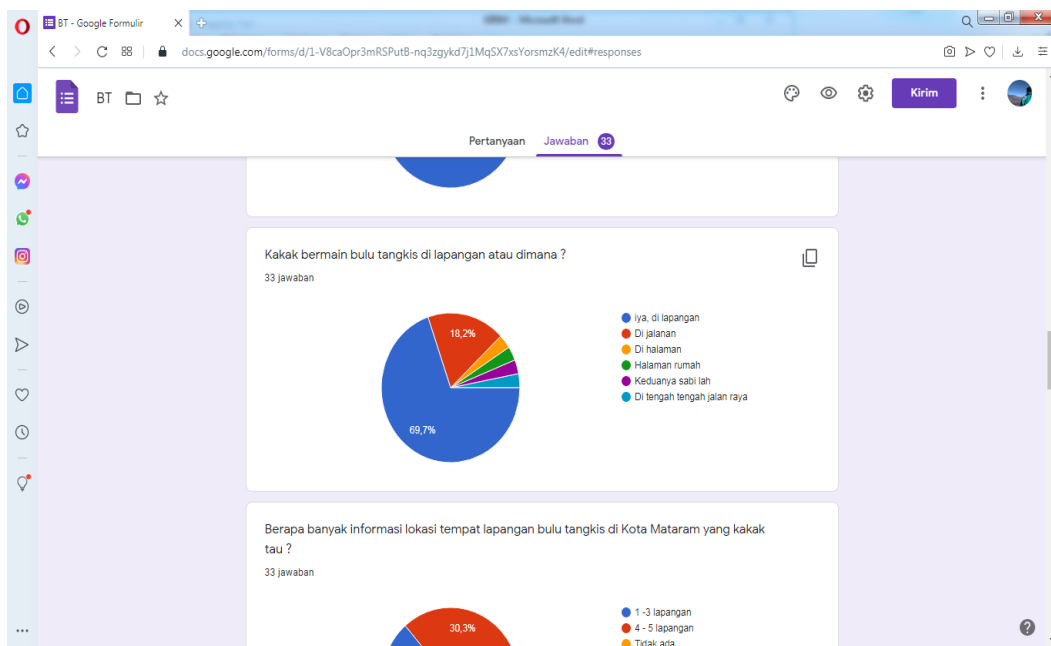 BT - Google Formulir
docs.google.com/forms/d/1-V8caOpr3mRSPutB-nq3zgykd7j1MqSX7xsYorsmzK4/edit#responses
BT
Kirim
Pertanyaan Jawaban 33
Kakak bermain bulu tangkis di lapangan atau dimana ?
33 jawaban
18,2%
69,7%
iya, di lapangan
Di jalanan
Di halaman
Halaman rumah
Keduanya sabi lah
Di tengah tengah jalan raya
Berapa banyak informasi lokasi tempat lapangan bulu tangkis di Kota Mataram yang kakak
tau ?
33 jawaban
30,3%
1 -3 lapangan
4 - 5 lapangan
Tidak ada